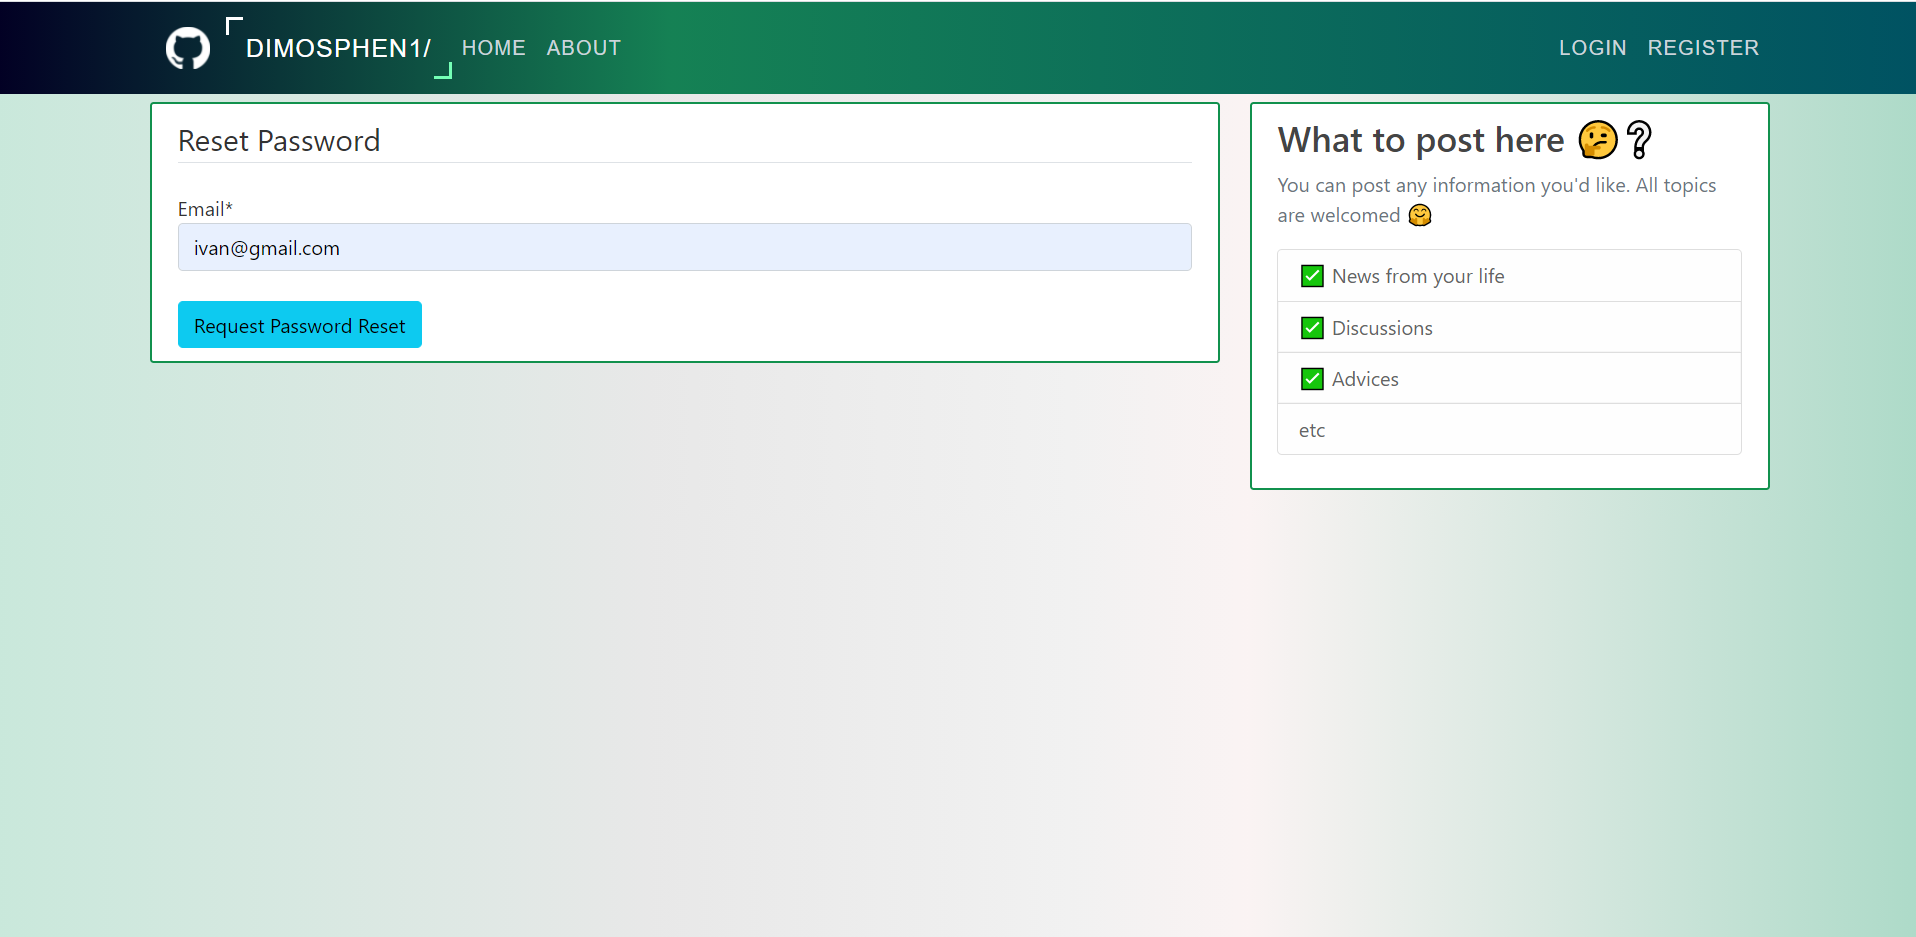 DIMOSPHEN1/ HOME ABOUT LOGIN REGISTER
Reset Password
Email*
ivan@gmail.com
Request Password Reset
What to post here 🤔❔
You can post any information you'd like. All topics
are welcomed 🤗
✅ News from your life
✅ Discussions
✅ Advices
etc